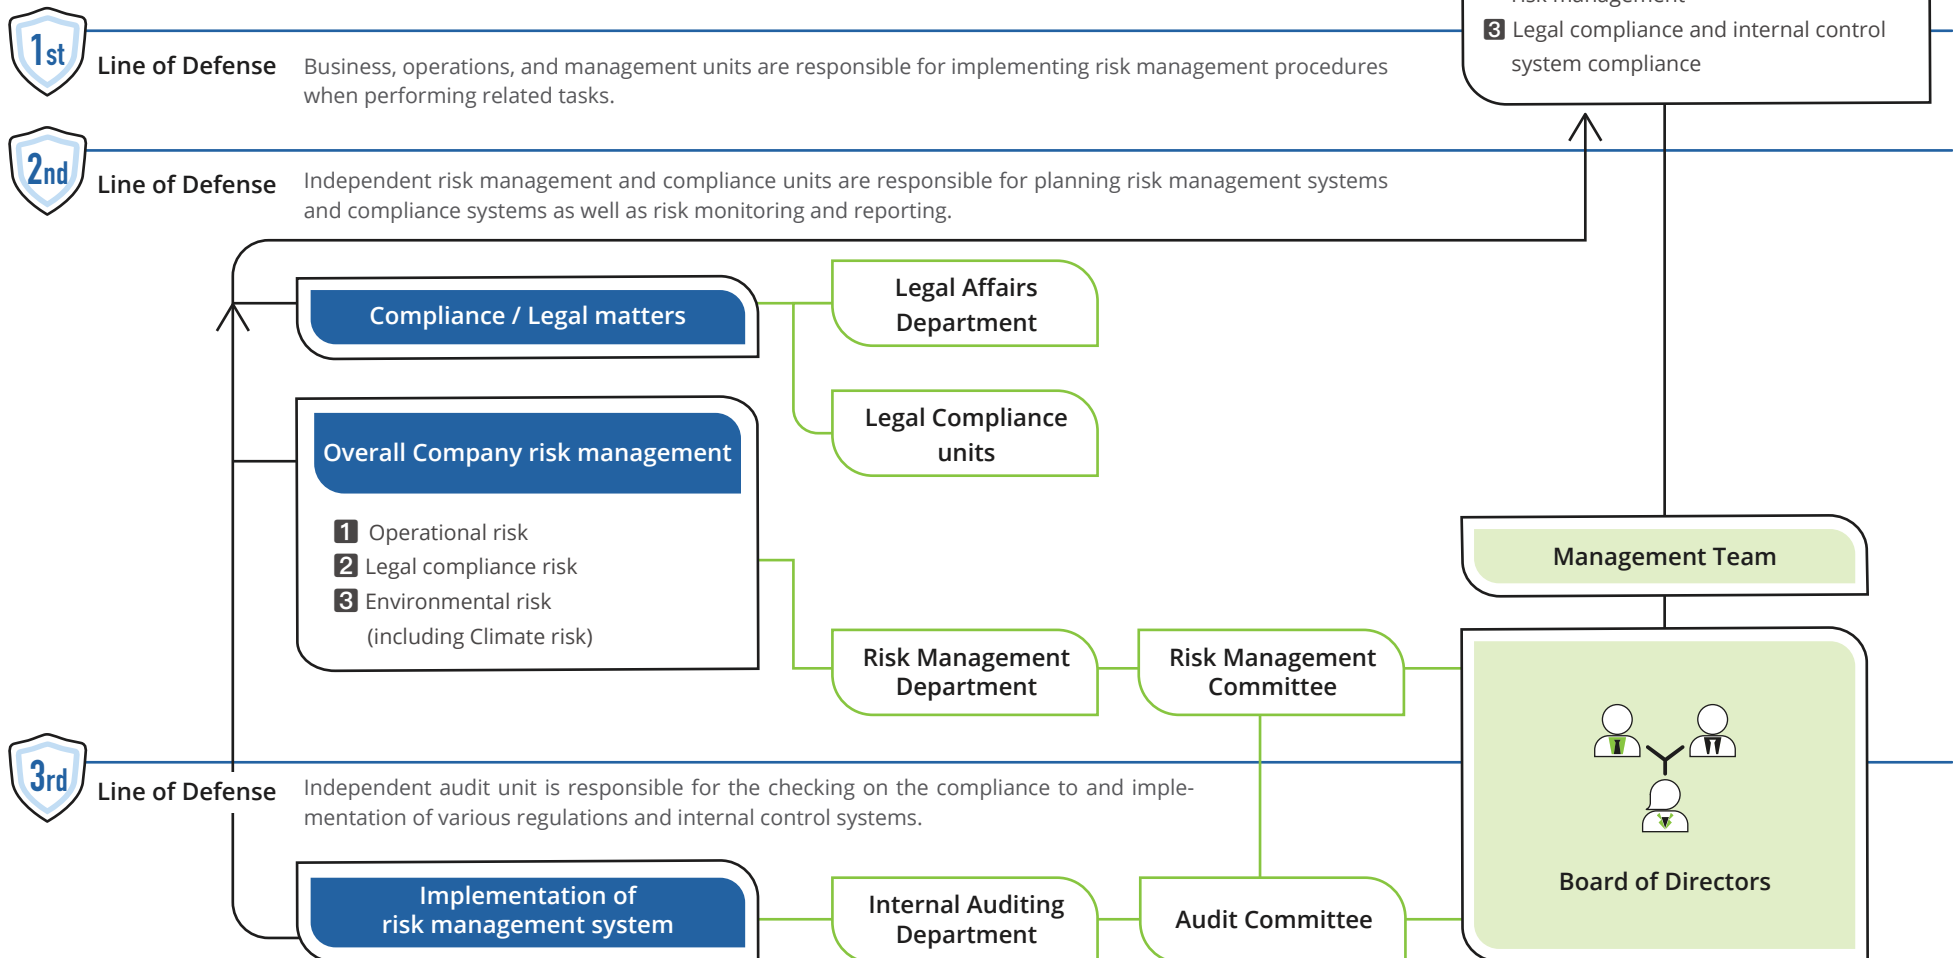 risk management
3 Legal compliance and internal control
system compliance
1st
Line of Defense
Business, operations, and management units are responsible for implementing risk management procedures
when performing related tasks.
2nd
Line of Defense
Independent risk management and compliance units are responsible for planning risk management systems
and compliance systems as well as risk monitoring and reporting.
Compliance / Legal matters
Legal Affairs
Department
Legal Compliance
units
Overall Company risk management
1 Operational risk
2 Legal compliance risk
3 Environmental risk
(including Climate risk)
Management Team
Risk Management
Department
Risk Management
Committee
3rd
Line of Defense
Independent audit unit is responsible for the checking on the compliance to and imple-
mentation of various regulations and internal control systems.
Implementation of
risk management system
Internal Auditing
Department
Audit Committee
Board of Directors